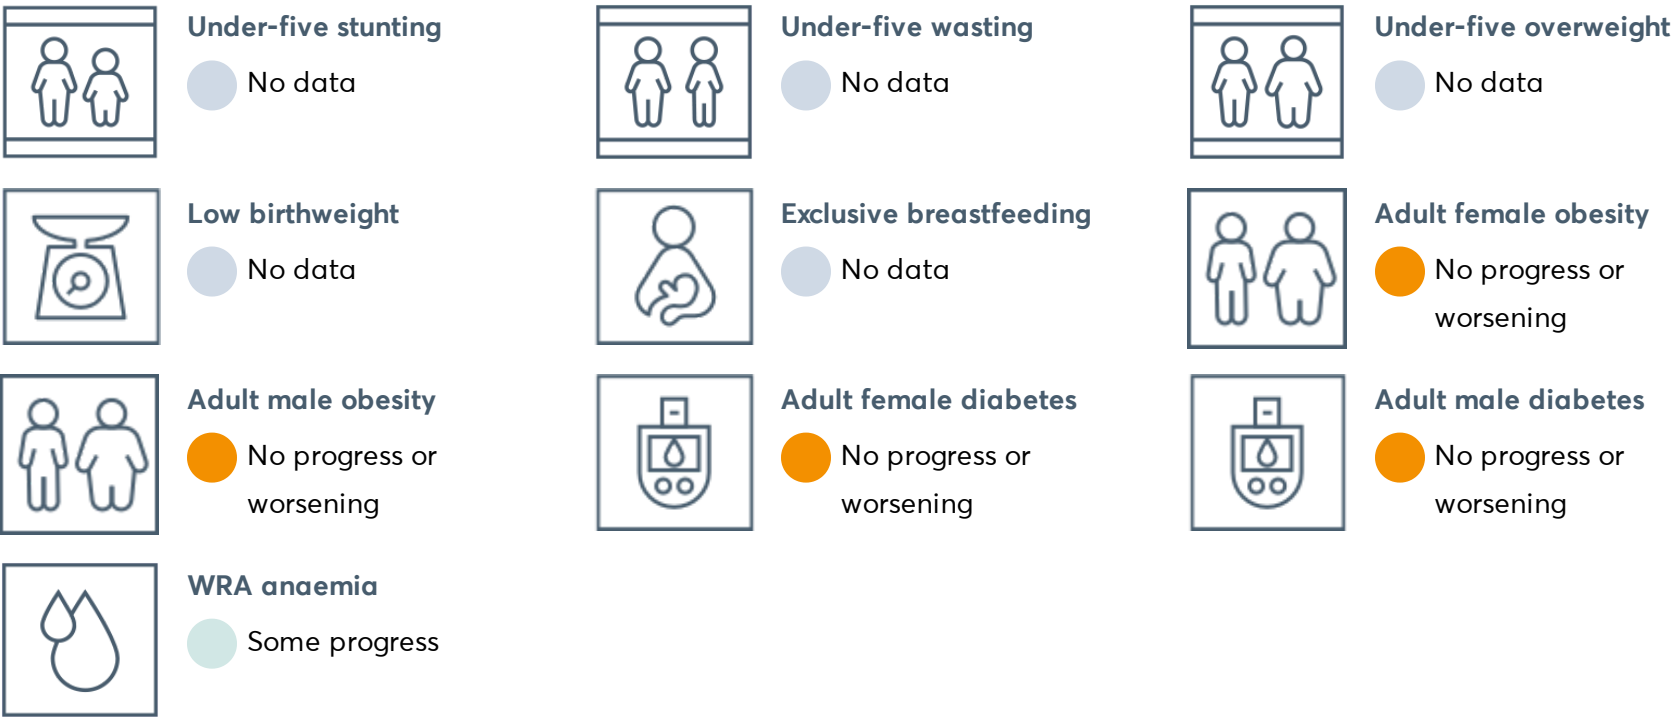 Under-five stunting
No data
Under-five wasting
No data
Under-five overweight
No data
Low birthweight
No data
Exclusive breastfeeding
No data
Adult female obesity
No progress or
worsening
Adult male obesity
No progress or
worsening
Adult female diabetes
No progress or
worsening
Adult male diabetes
No progress or
worsening
WRA anaemia
Some progress